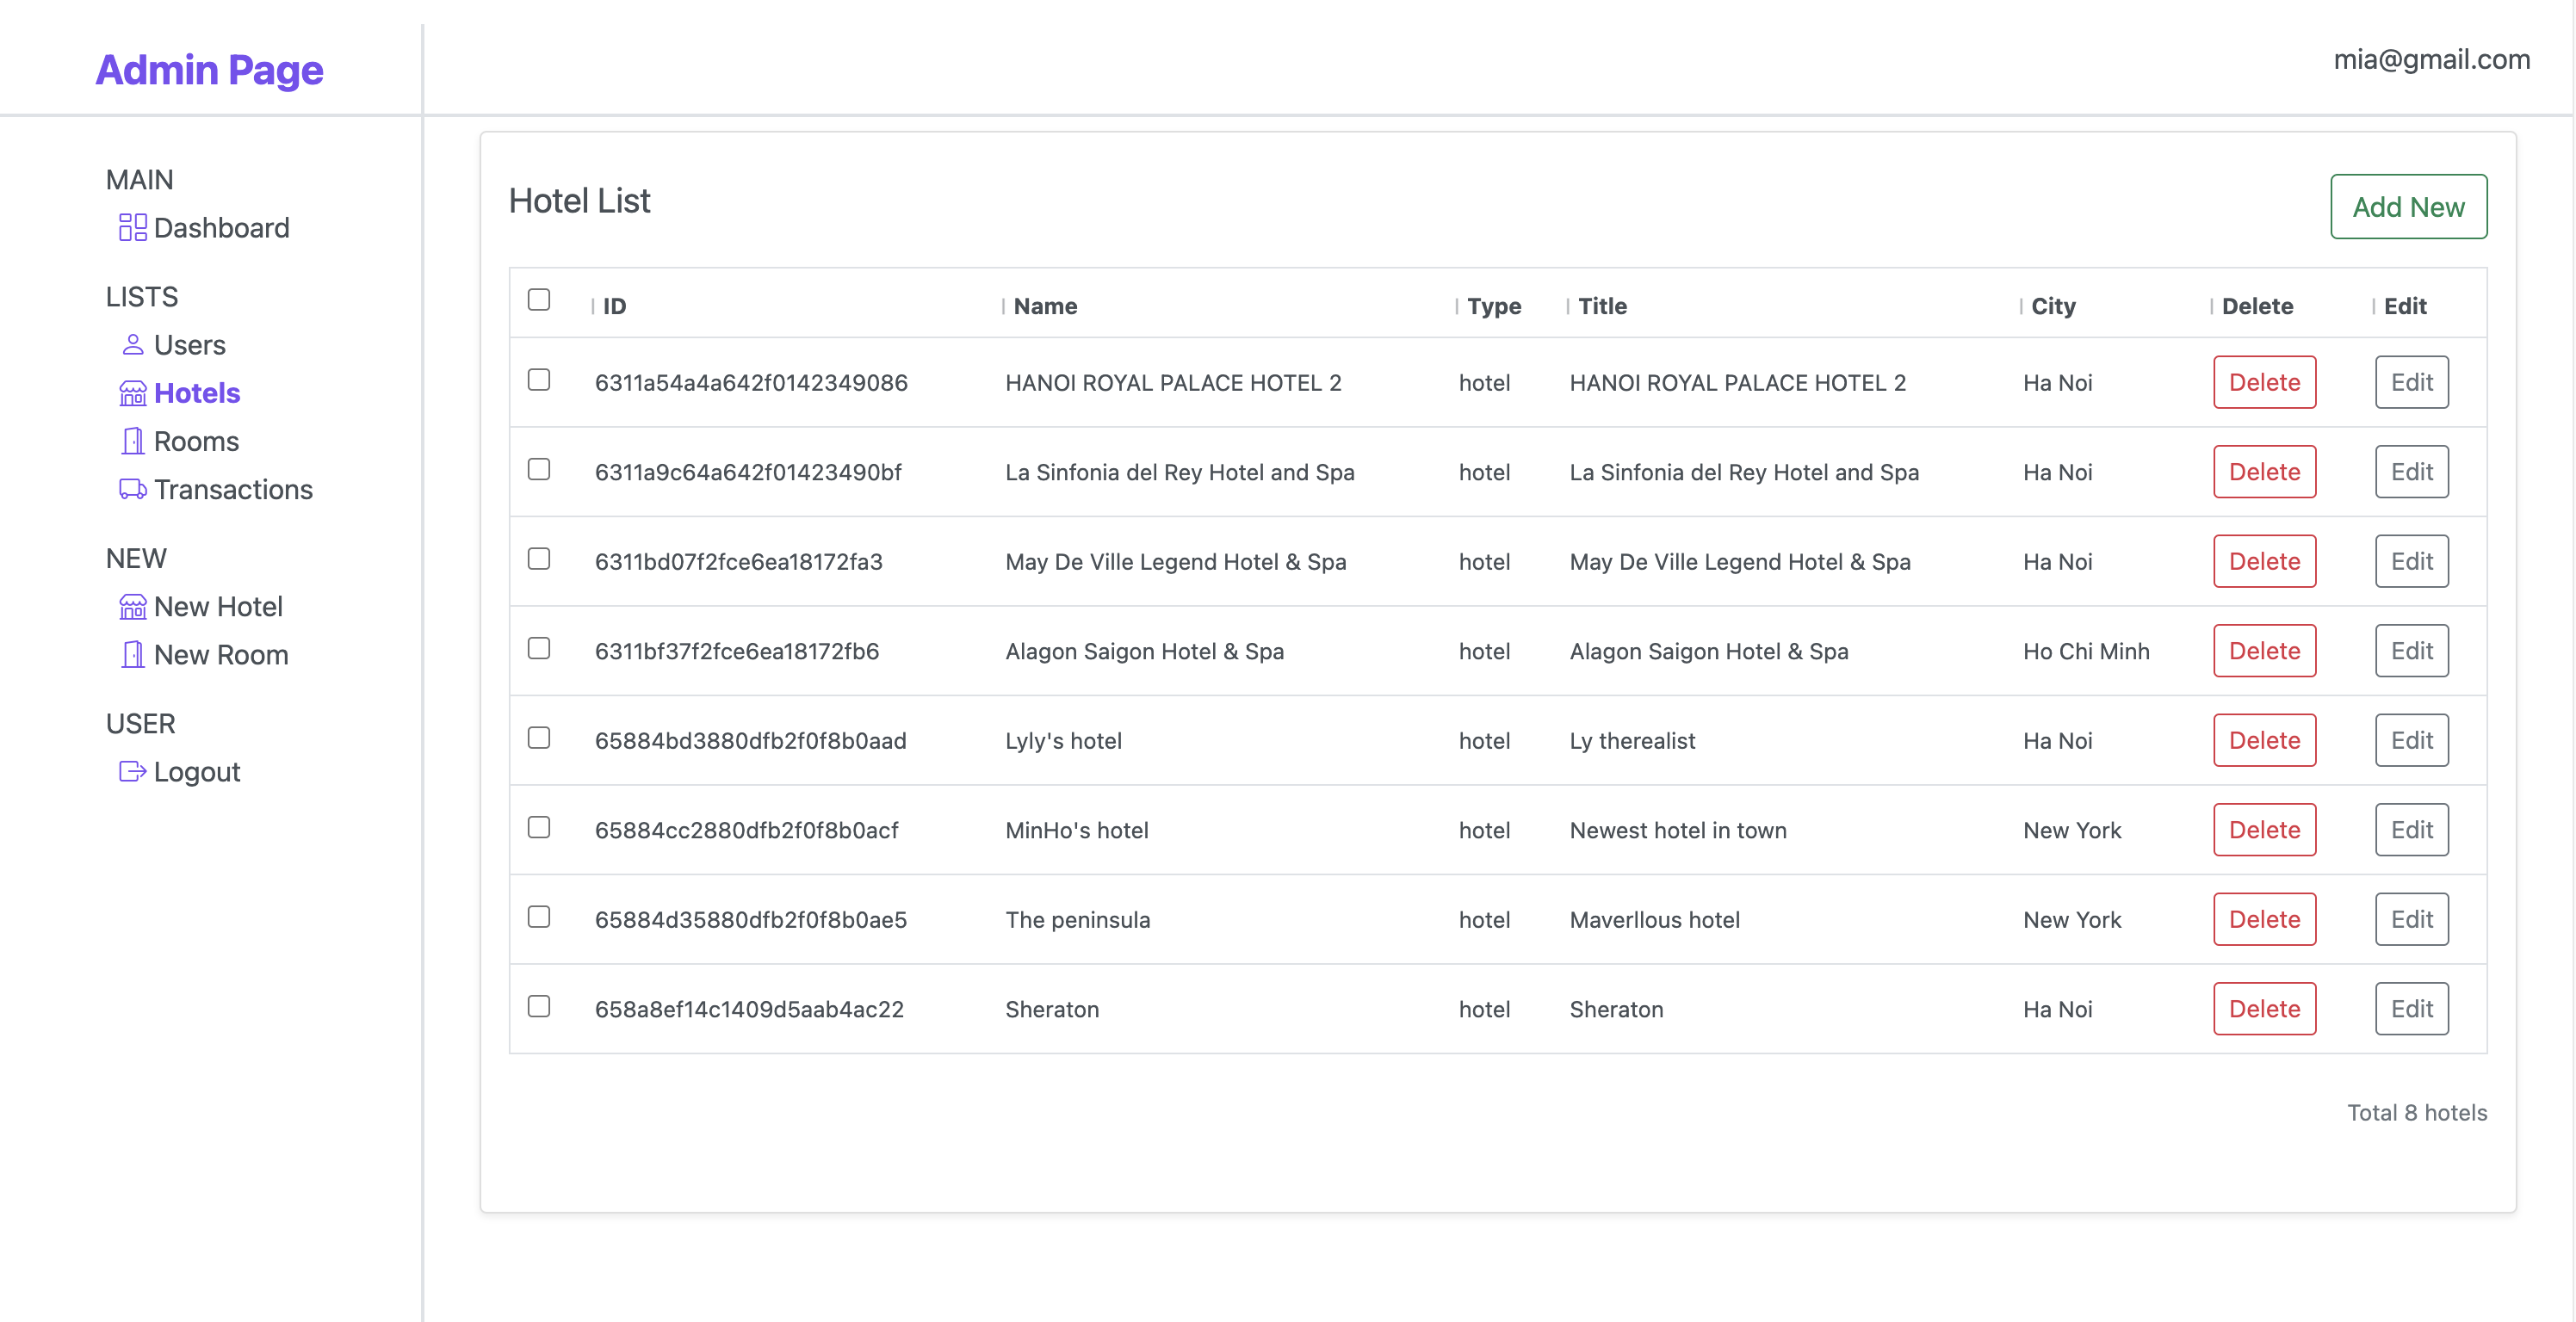 Admin Page
mia@gmail.com
MAIN
Dashboard
LISTS
Users
Hotels
Rooms
Transactions
NEW
New Hotel
New Room
USER
Logout
Hotel List
Add New
ID Name Type Title City Delete Edit
6311a54a4a642f0142349086 HANOI ROYAL PALACE HOTEL 2 hotel HANOI ROYAL PALACE HOTEL 2 Ha Noi Delete Edit
6311a9c64a642f01423490bf La Sinfonia del Rey Hotel and Spa hotel La Sinfonia del Rey Hotel and Spa Ha Noi Delete Edit
6311bd07f2fce6ea18172fa3 May De Ville Legend Hotel & Spa hotel May De Ville Legend Hotel & Spa Ha Noi Delete Edit
6311bf37f2fce6ea18172fb6 Alagon Saigon Hotel & Spa hotel Alagon Saigon Hotel & Spa Ho Chi Minh Delete Edit
65884bd3880dfb2f0f8b0aad Lyly's hotel hotel Ly therealist Ha Noi Delete Edit
65884cc2880dfb2f0f8b0acf MinHo's hotel hotel Newest hotel in town New York Delete Edit
65884d35880dfb2f0f8b0ae5 The peninsula hotel Maverllous hotel New York Delete Edit
658a8ef14c1409d5aab4ac22 Sheraton hotel Sheraton Ha Noi Delete Edit
Total 8 hotels